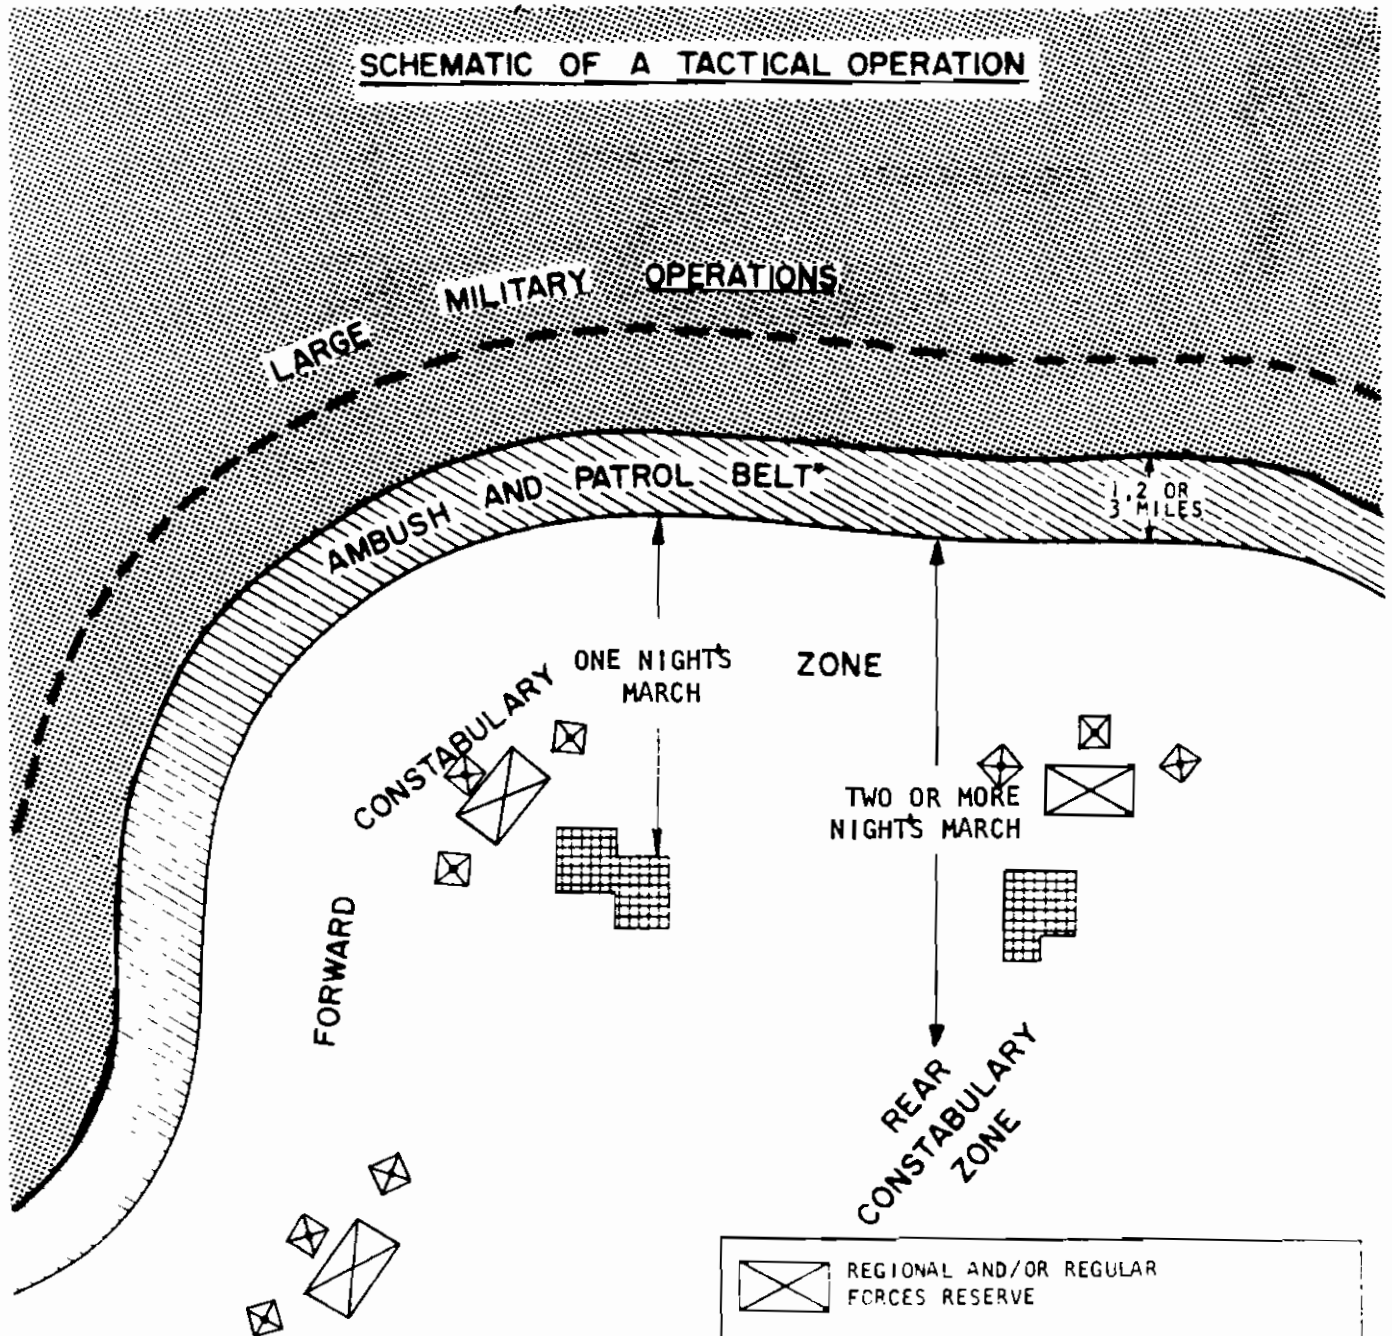 SCHEMATIC OF A TACTICAL OPERATION
LARGE MILITARY OPERATIONS
AMBUSH AND PATROL BELT*
1,2 OR
3 MILES
ONE NIGHT'S
MARCH
FORWARD CONSTABULARY ZONE
TWO OR MORE
NIGHT'S MARCH
REAR
CONSTABULARY
ZONE
REGIONAL AND/OR REGULAR
FORCES RESERVE